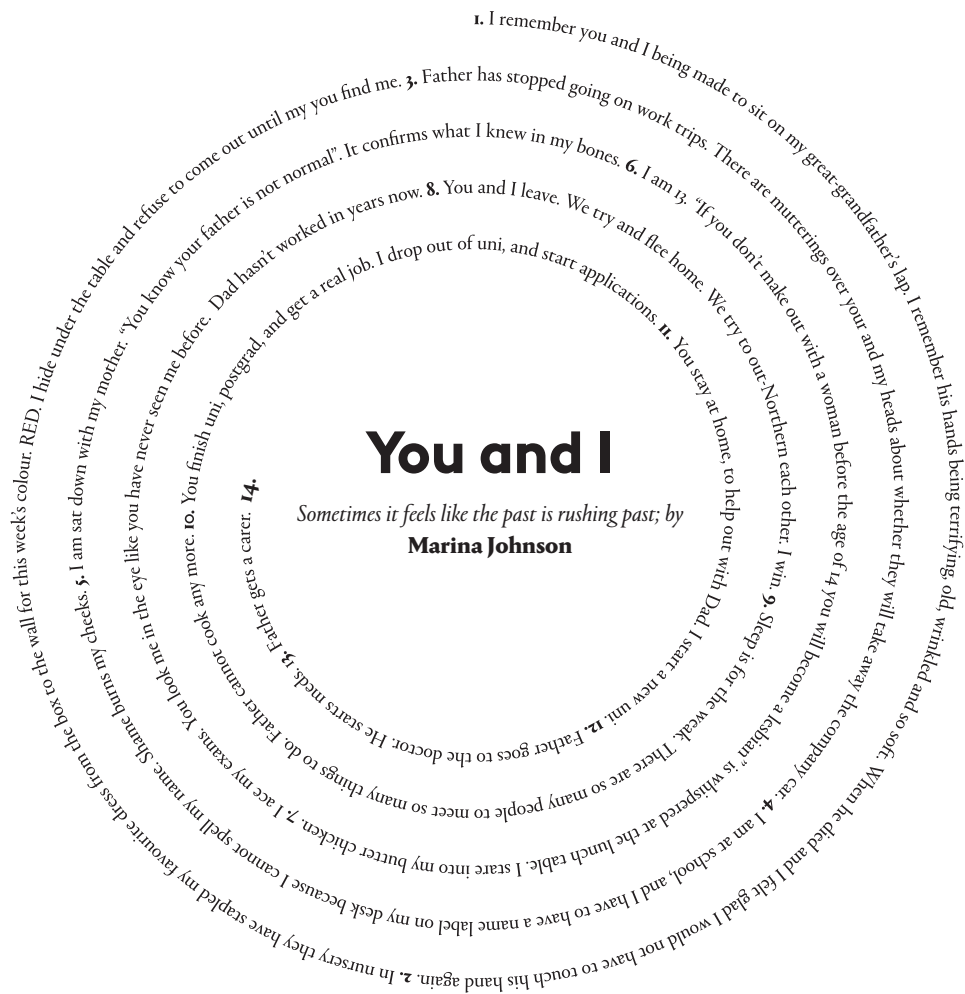 1. I remember you and I being made to sit on my great-grandfather's lap. I remember his hands being terrifying, old, wrinkled and so soft. When he died and I felt glad I would not have to touch his hand again. 2. In nursery they have stapled my favourite dress from the box to the wall for this week's colour. RED. I hide under the table and refuse to come out until my you find me. 3. Father has stopped going on work trips. There are mutterings over your and my heads about whether they will take away the company car. 4. I am at school, and I have to have a name label on my desk because I cannot spell my name. Shame burns my cheeks. 5. I am sat down with my mother. “You know your father is not normal”. It confirms what I knew in my bones. 6. I am 13. “If you don't make out with a woman before the age of 14 you will become a lesbian” is whispered at the lunch table. I stare into my butter chicken. 7. I ace my exams. You look me in the eye like you have never seen me before. Dad hasn't worked in years now. 8. You and I leave. We try and flee home. We try to out-Northern each other. I win. 9. Sleep is for the weak. There are so many people to meet so many things to do. Father cannot cook any more. 10. You finish uni, postgrad, and get a real job. I drop out of uni, and start applications. 11. You stay at home, to help out with Dad. I start a new uni. 12. Father goes to the doctor. He starts meds. 13. Father gets a carer. 14.
You and I
Sometimes it feels like the past is rushing past; by
Marina Johnson